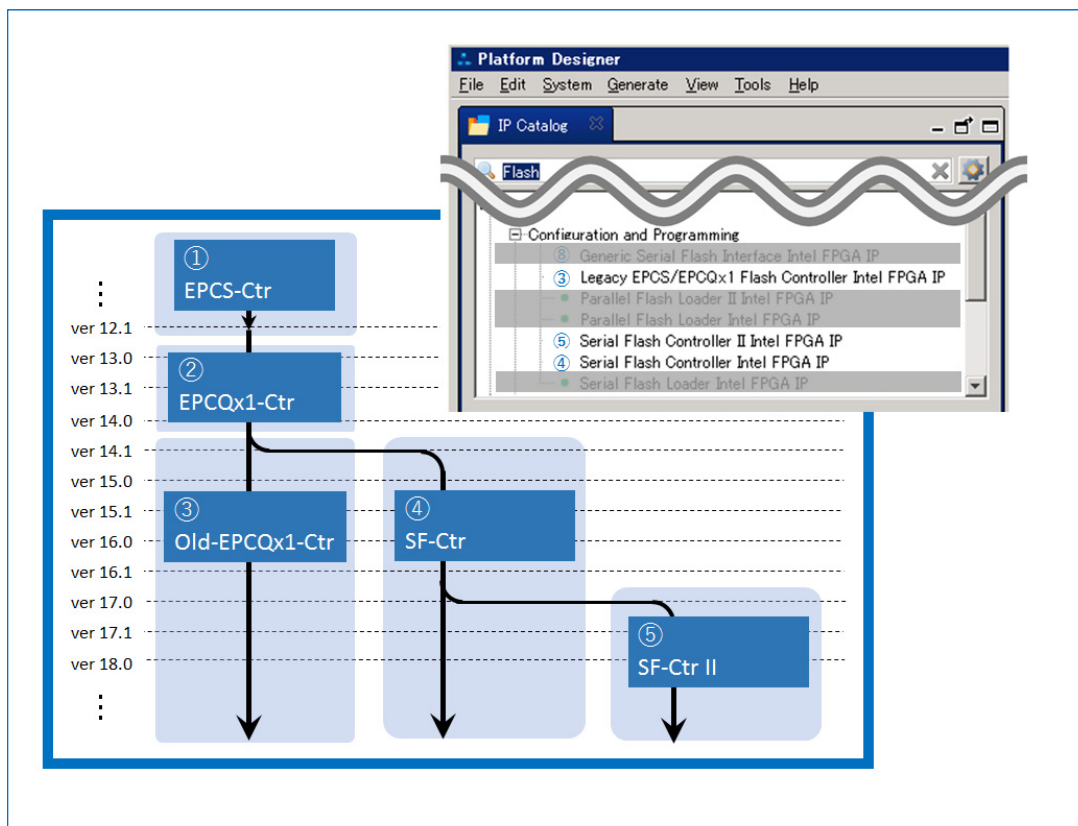 Platform Designer
File Edit System Generate View Tools Help
IP Catalog
Flash
Configuration and Programming
⑧ Generic Serial Flash Interface Intel FPGA IP
③ Legacy EPCS/EPCQx1 Flash Controller Intel FPGA IP
Parallel Flash Loader II Intel FPGA IP
Parallel Flash Loader Intel FPGA IP
⑤ Serial Flash Controller II Intel FPGA IP
④ Serial Flash Controller Intel FPGA IP
Serial Flash Loader Intel FPGA IP
①
EPCS-Ctr
⋮
ver 12.1
ver 13.0
②
ver 13.1
EPCQx1-Ctr
ver 14.0
ver 14.1
ver 15.0
ver 15.1
③
④
Old-EPCQx1-Ctr
SF-Ctr
ver 16.0
ver 16.1
ver 17.0
ver 17.1
⑤
SF-Ctr II
ver 18.0
⋮